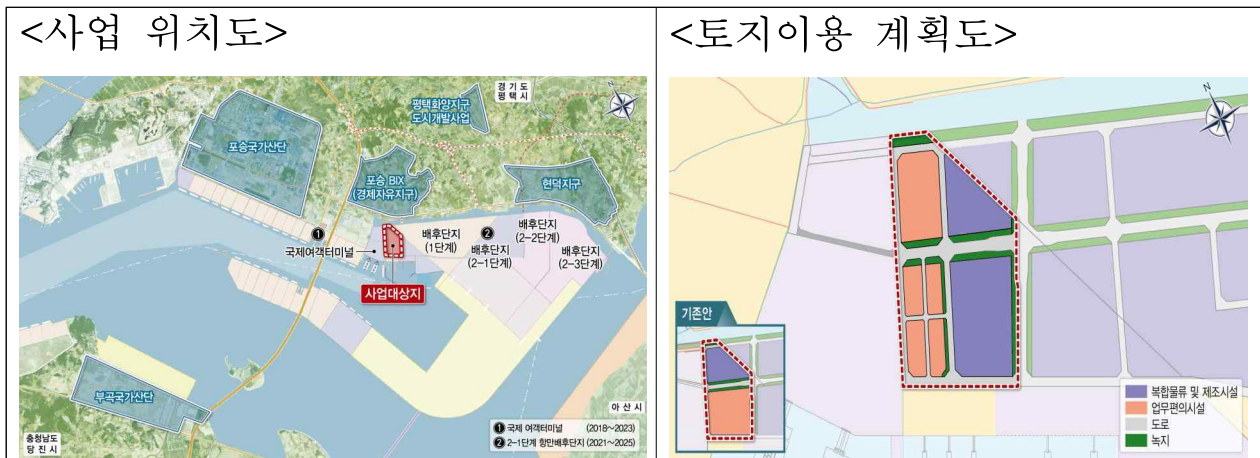 <사업 위치도>
경기도
평택시
평택화양지구
도시개발사업
포승국가산단
포승 BIX
(경제자유지구)
현덕지구
❶
국제여객터미널
배후단지
(1단계)
❷
배후단지
(2-1단계)
배후단지
(2-2단계)
배후단지
(2-3단계)
사업대상지
부곡국가산단
아산시
충청남도
당진시
❶ 국제 여객터미널 (2018~2023)
❷ 2-1단계 항만배후단지 (2021~2025)
N
<토지이용 계획도>
N
기존안
복합물류 및 제조시설
업무편의시설
도로
녹지